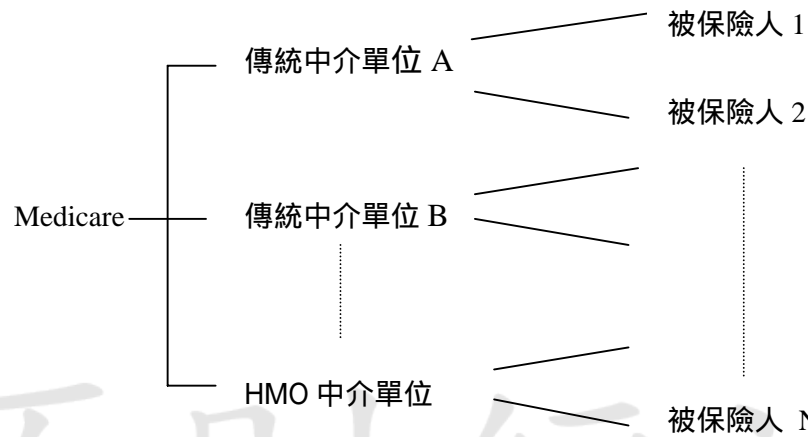 被保險人 1
傳統中介單位 A
被保險人 2
Medicare
傳統中介單位 B
HMO 中介單位
被保險人 N